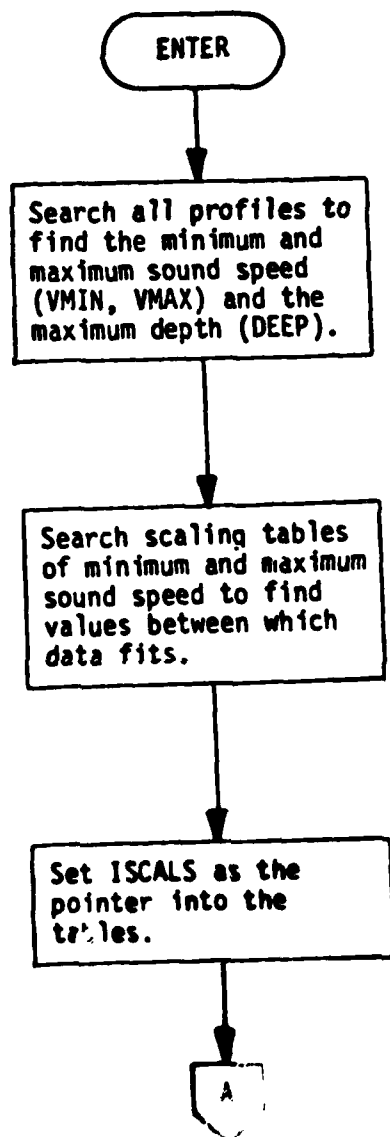 ENTER
Search all profiles to
find the minimum and
maximum sound speed
(VMIN, VMAX) and the
maximum depth (DEEP).
Search scaling tables
of minimum and maximum
sound speed to find
values between which
data fits.
Set ISCALS as the
pointer into the
tables.
A